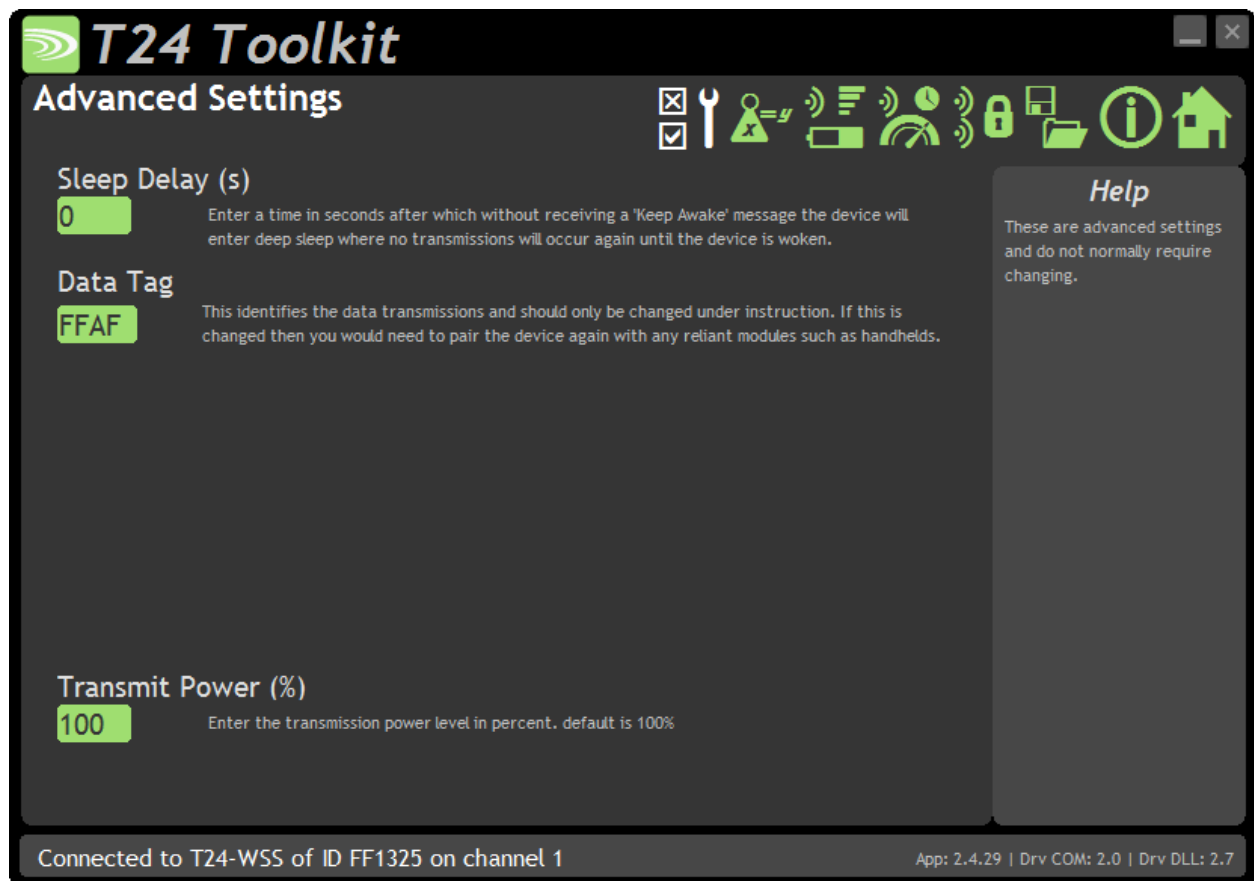 T24 Toolkit
Advanced Settings
x=y
Sleep Delay (s)
0
Enter a time in seconds after which without receiving a 'Keep Awake' message the device will
enter deep sleep where no transmissions will occur again until the device is woken.
Data Tag
FFAF
This identifies the data transmissions and should only be changed under instruction. If this is
changed then you would need to pair the device again with any reliant modules such as handhelds.
Transmit Power (%)
100
Enter the transmission power level in percent. default is 100%
Help
These are advanced settings
and do not normally require
changing.
Connected to T24-WSS of ID FF1325 on channel 1
App: 2.4.29 | Drv COM: 2.0 | Drv DLL: 2.7